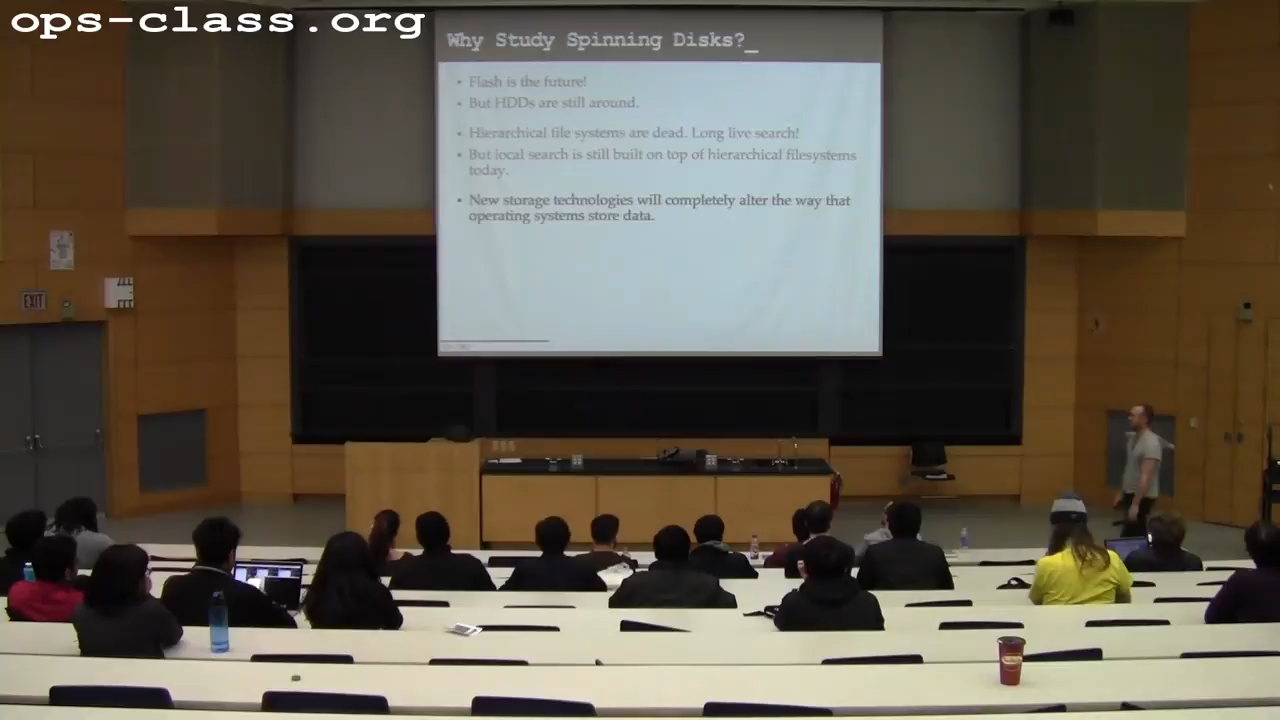 ops-class.org
Why Study Spinning Disks?_
• Flash is the future!
• But HDDs are still around.
• Hierarchical file systems are dead. Long live search!
• But local search is still built on top of hierarchical filesystems
today.
• New storage technologies will completely alter the way that
operating systems store data.
EXIT